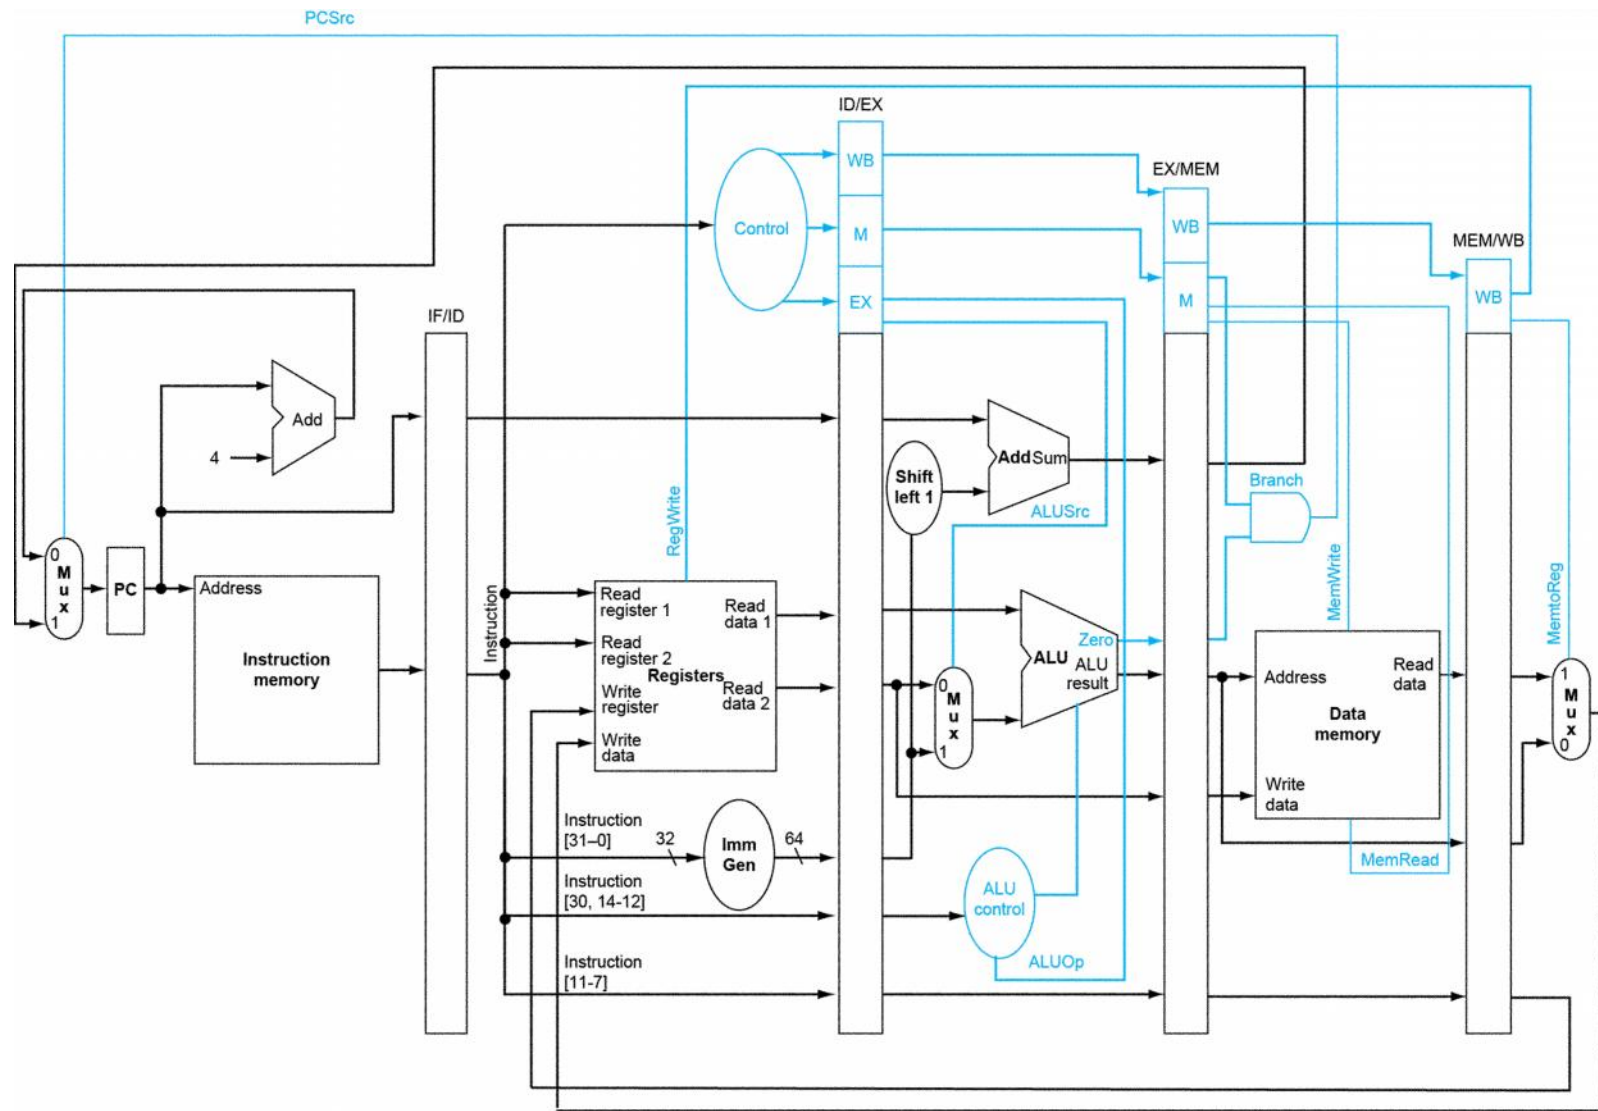 PCSrc
ID/EX
WB
EX/MEM
Control
M
WB
MEM/WB
EX
M
WB
IF/ID
Add
4
Shift
left 1
Add Sum
Branch
ALUSrc
RegWrite
MemWrite
MemtoReg
0
Mux
1
PC
Address
Instruction
memory
Instruction
Read
register 1
Read
data 1
Read
register 2
Registers
Write
register
Read
data 2
Write
data
0
Mux
1
Zero
ALU
ALU
result
Address
Read
data
Data
memory
Write
data
1
Mux
0
Instruction
[31–0]
32
Imm
Gen
64
MemRead
Instruction
[30, 14-12]
ALU
control
ALUOp
Instruction
[11-7]